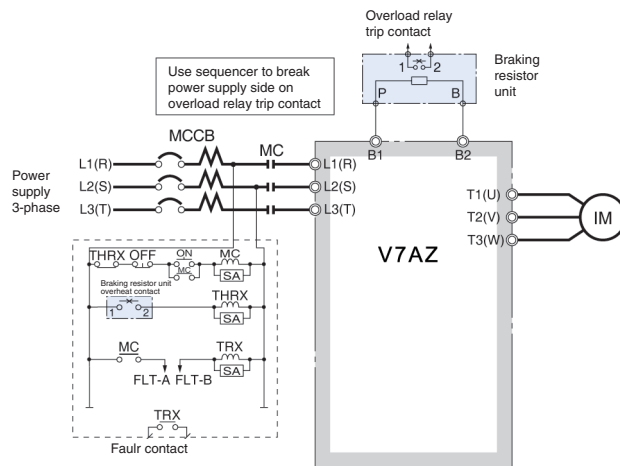 Overload relay
trip contact
Use sequencer to break
power supply side on
overload relay trip contact
1 2
Braking
resistor
unit
P B
MCCB
MC
B1 B2
L1(R) L1(R)
Power
supply
3-phase
L2(S) L2(S)
L3(T) L3(T)
T1(U)
T2(V)
T3(W)
IM
V7AZ
THRX OFF ON MC
MC
SA
Braking resistor unit
overheat contact
1 2
THRX
SA
MC TRX
SA
FLT-A FLT-B
TRX
Faulr contact